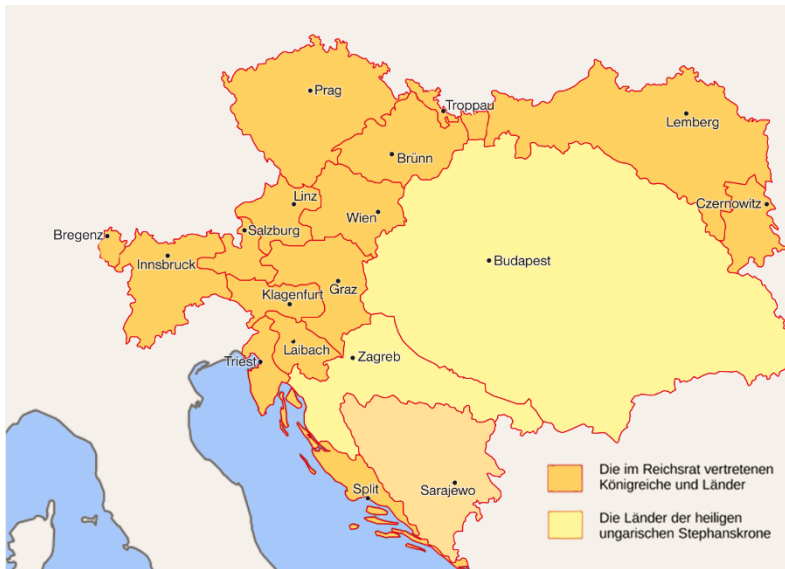 Prag
Troppau
Lemberg
Brünn
Linz
Wien
Czernowitz
Bregenz
Salzburg
Innsbruck
Budapest
Klagenfurt
Graz
Laibach
Zagreb
Triest
Die im Reichsrat vertretenen
Königreiche und Länder
Split
Sarajewo
Die Länder der heiligen
ungarischen Stephanskrone